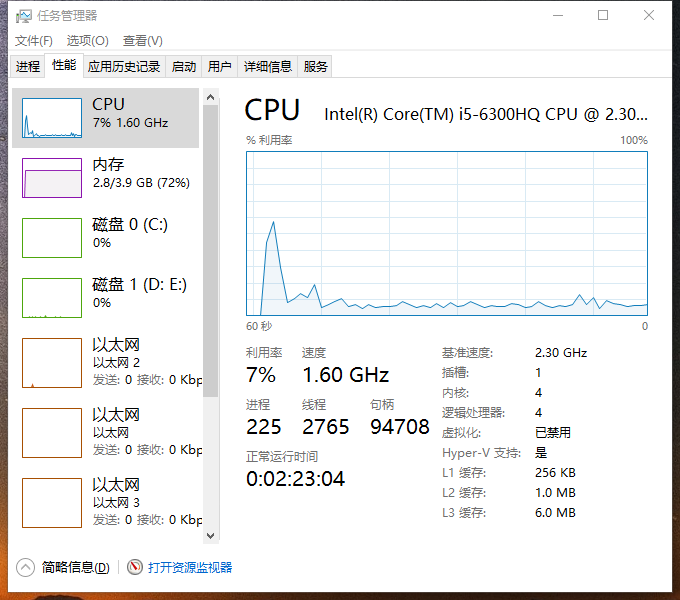 任务管理器
文件(F) 选项(O) 查看(V)
进程 性能 应用历史记录 启动 用户 详细信息 服务
CPU
7% 1.60 GHz
内存
2.8/3.9 GB (72%)
磁盘 0 (C:)
0%
磁盘 1 (D: E:)
0%
以太网
以太网 2
发送: 0 接收: 0 Kbp
以太网
以太网
发送: 0 接收: 0 Kbp
以太网
以太网 3
发送: 0 接收: 0 Kbp
CPU Intel(R) Core(TM) i5-6300HQ CPU @ 2.30...
% 利用率 100%
60 秒 0
利用率 速度
7% 1.60 GHz
进程 线程 句柄
225 2765 94708
正常运行时间
0:02:23:04
基准速度: 2.30 GHz
插槽: 1
内核: 4
逻辑处理器: 4
虚拟化: 已禁用
Hyper-V 支持: 是
L1 缓存: 256 KB
L2 缓存: 1.0 MB
L3 缓存: 6.0 MB
简略信息(D) 打开资源监视器